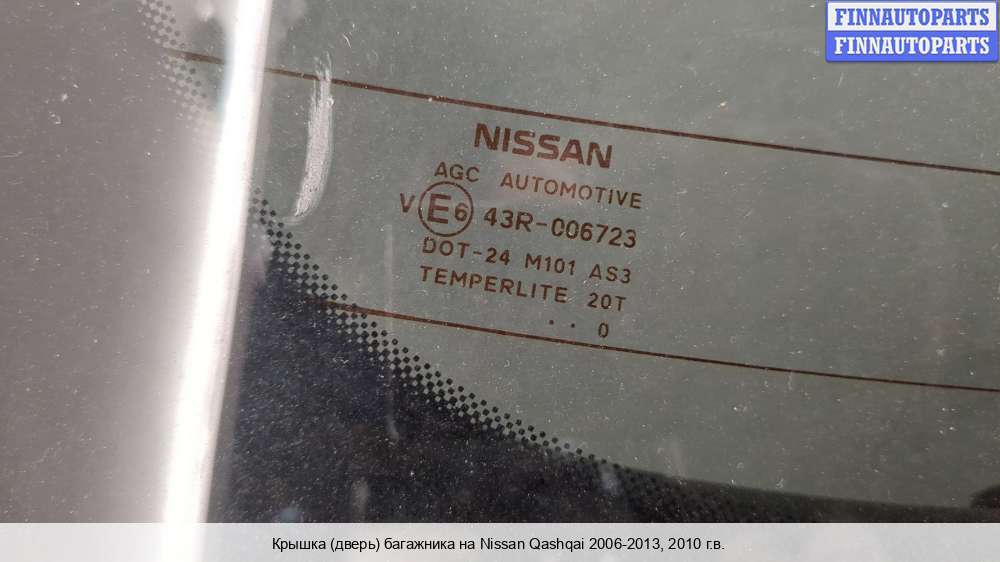 FINNAUTOPARTS
FINNAUTOPARTS
NISSAN
AGC AUTOMOTIVE
V E6 43R-006723
DOT-24 M101 AS3
TEMPERLITE 20T
. . 0
Крышка (дверь) багажника на Nissan Qashqai 2006-2013, 2010 г.в.